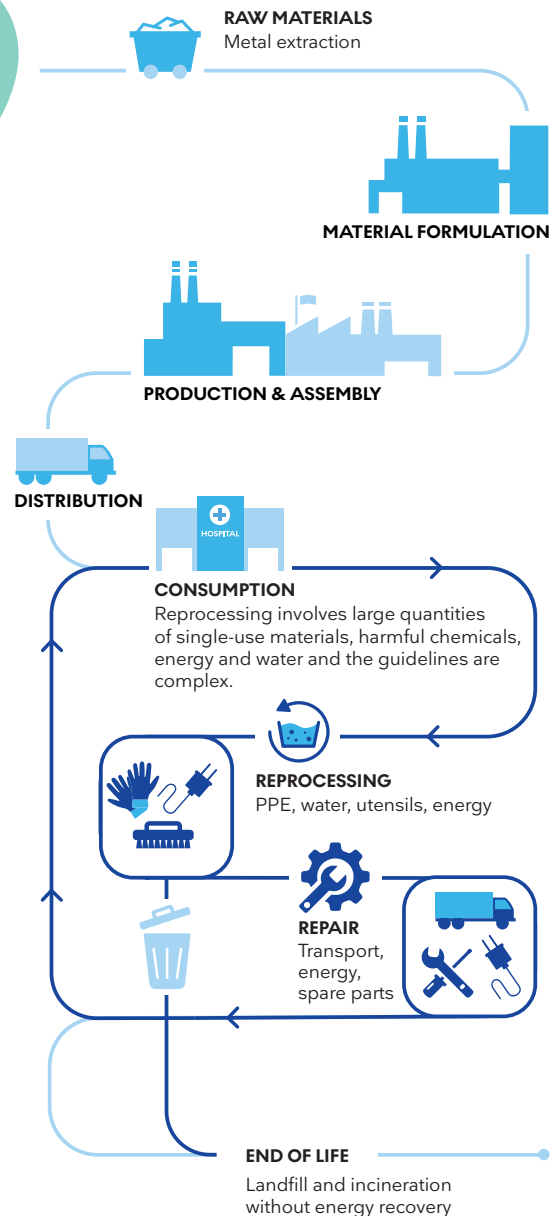 RAW MATERIALS
Metal extraction
MATERIAL FORMULATION
PRODUCTION & ASSEMBLY
DISTRIBUTION
HOSPITAL
CONSUMPTION
Reprocessing involves large quantities
of single-use materials, harmful chemicals,
energy and water and the guidelines are
complex.
REPROCESSING
PPE, water, utensils, energy
REPAIR
Transport,
energy,
spare parts
END OF LIFE
Landfill and incineration
without energy recovery